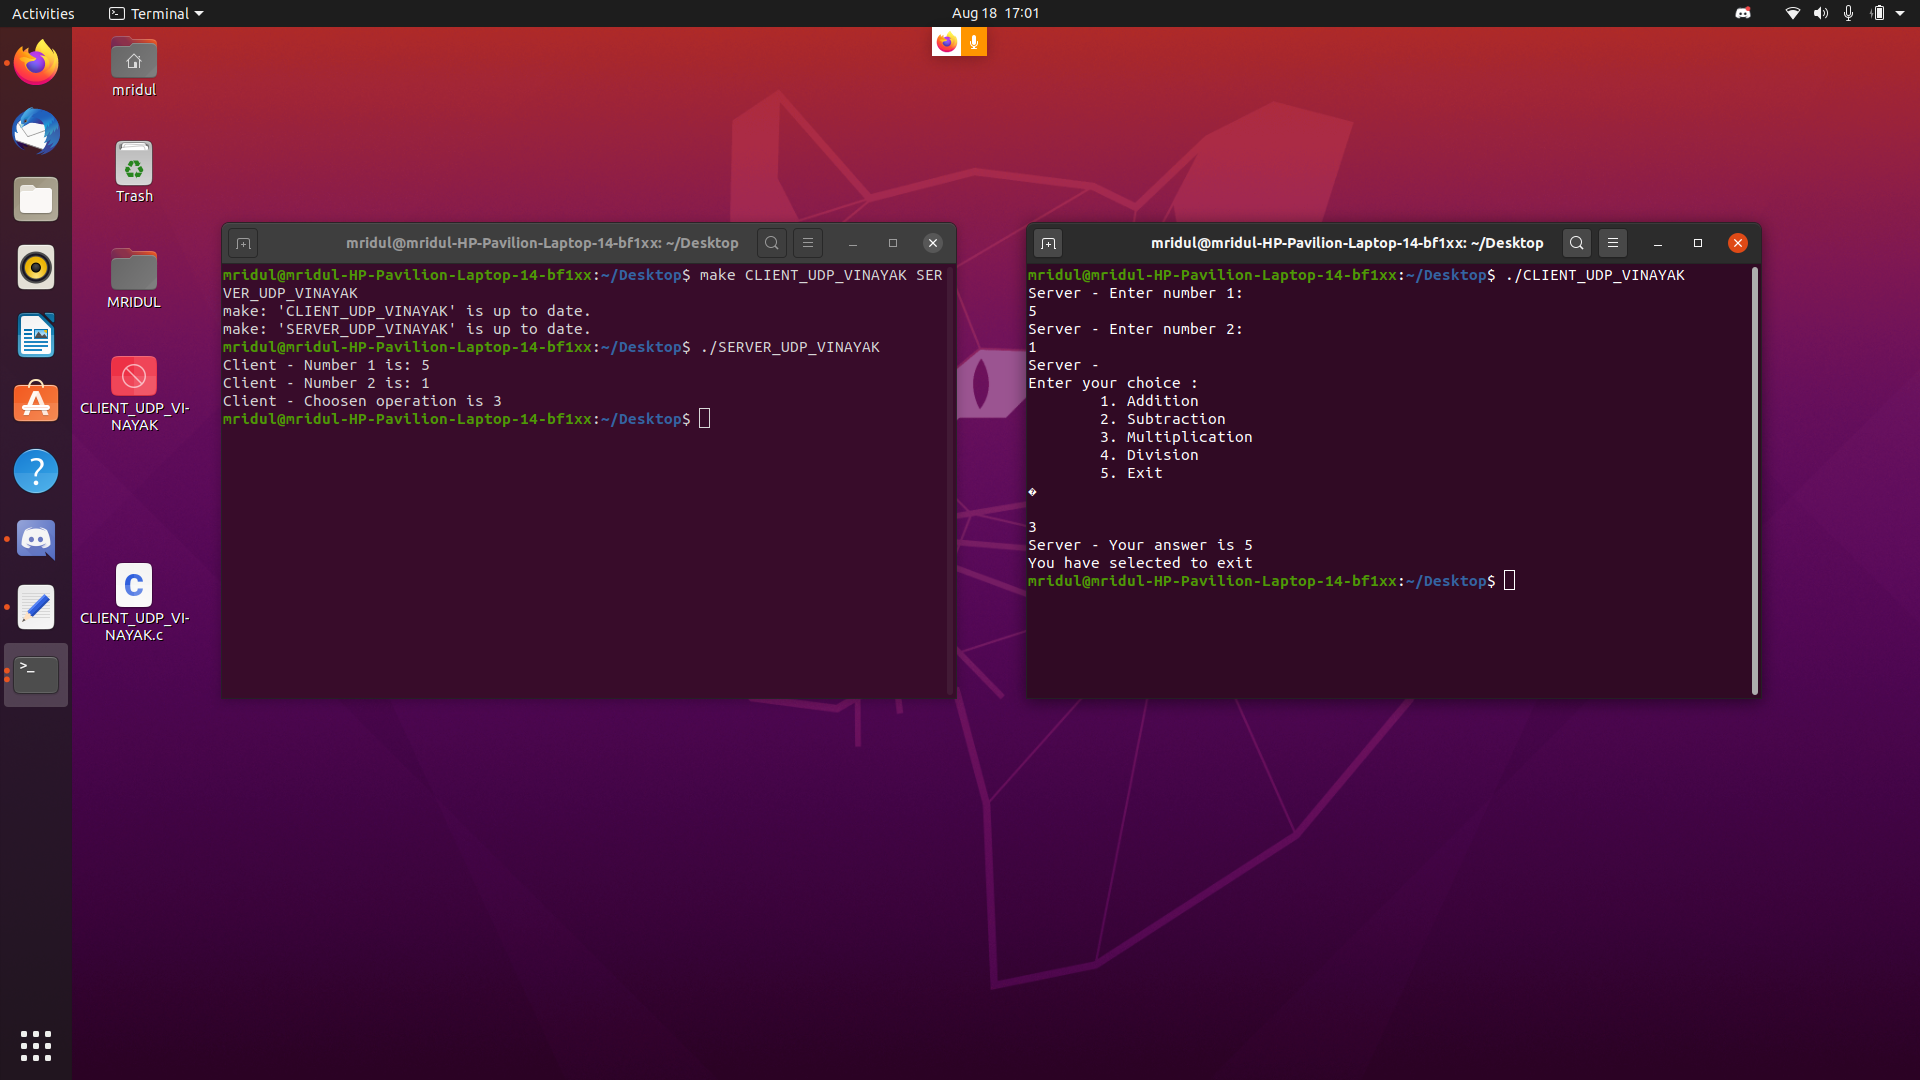 Activities
Terminal
Aug 18 17:01
mridul
Trash
MRIDUL
CLIENT_UDP_VI-
NAYAK
C
CLIENT_UDP_VI-
NAYAK.c
mridul@mridul-HP-Pavilion-Laptop-14-bf1xx: ~/Desktop
mridul@mridul-HP-Pavilion-Laptop-14-bf1xx:~/Desktop$ make CLIENT_UDP_VINAYAK SER
VER_UDP_VINAYAK
make: 'CLIENT_UDP_VINAYAK' is up to date.
make: 'SERVER_UDP_VINAYAK' is up to date.
mridul@mridul-HP-Pavilion-Laptop-14-bf1xx:~/Desktop$ ./SERVER_UDP_VINAYAK
Client - Number 1 is: 5
Client - Number 2 is: 1
Client - Choosen operation is 3
mridul@mridul-HP-Pavilion-Laptop-14-bf1xx:~/Desktop$
mridul@mridul-HP-Pavilion-Laptop-14-bf1xx: ~/Desktop
mridul@mridul-HP-Pavilion-Laptop-14-bf1xx:~/Desktop$ ./CLIENT_UDP_VINAYAK
Server - Enter number 1:
5
Server - Enter number 2:
1
Server -
Enter your choice :
1. Addition
2. Subtraction
3. Multiplication
4. Division
5. Exit
�
3
Server - Your answer is 5
You have selected to exit
mridul@mridul-HP-Pavilion-Laptop-14-bf1xx:~/Desktop$